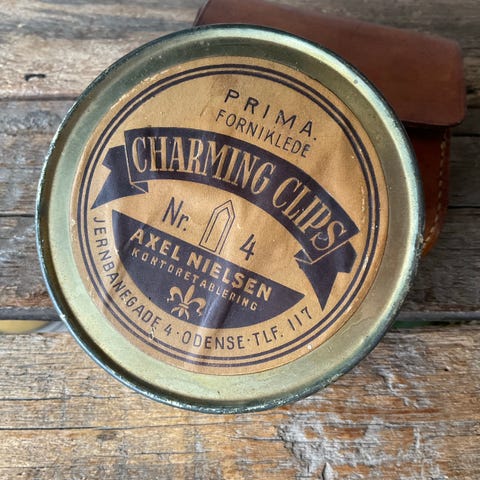 PRIMA.
FORNIKLEDE
CHARMING CLIPS
Nr. 4
AXEL NIELSEN
KONTORETABLERING
JERNBANEGADE 4 · ODENSE · TLF. 117